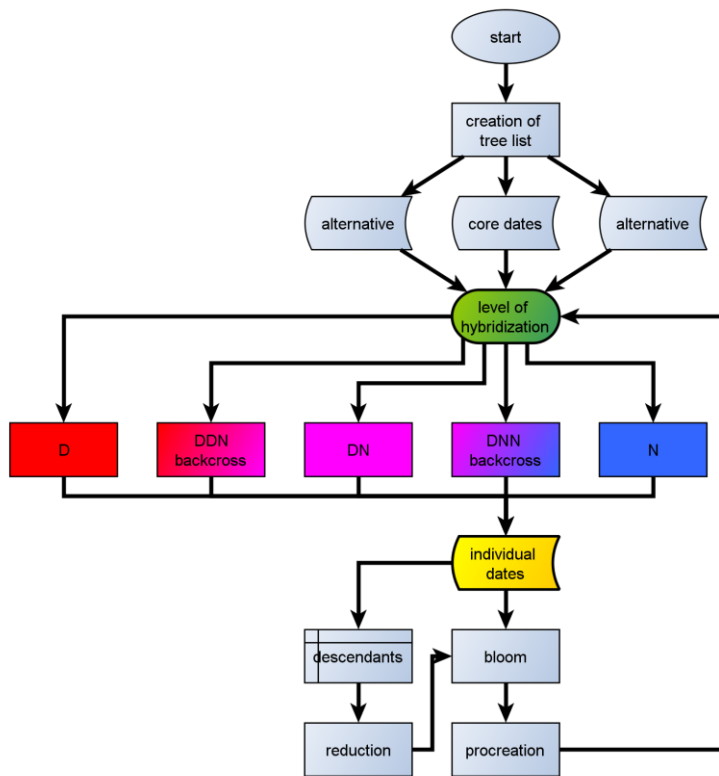 start
creation of
tree list
alternative
core dates
alternative
level of
hybridization
D
DDN
backcross
DN
DNN
backcross
N
individual
dates
descendants
bloom
reduction
procreation